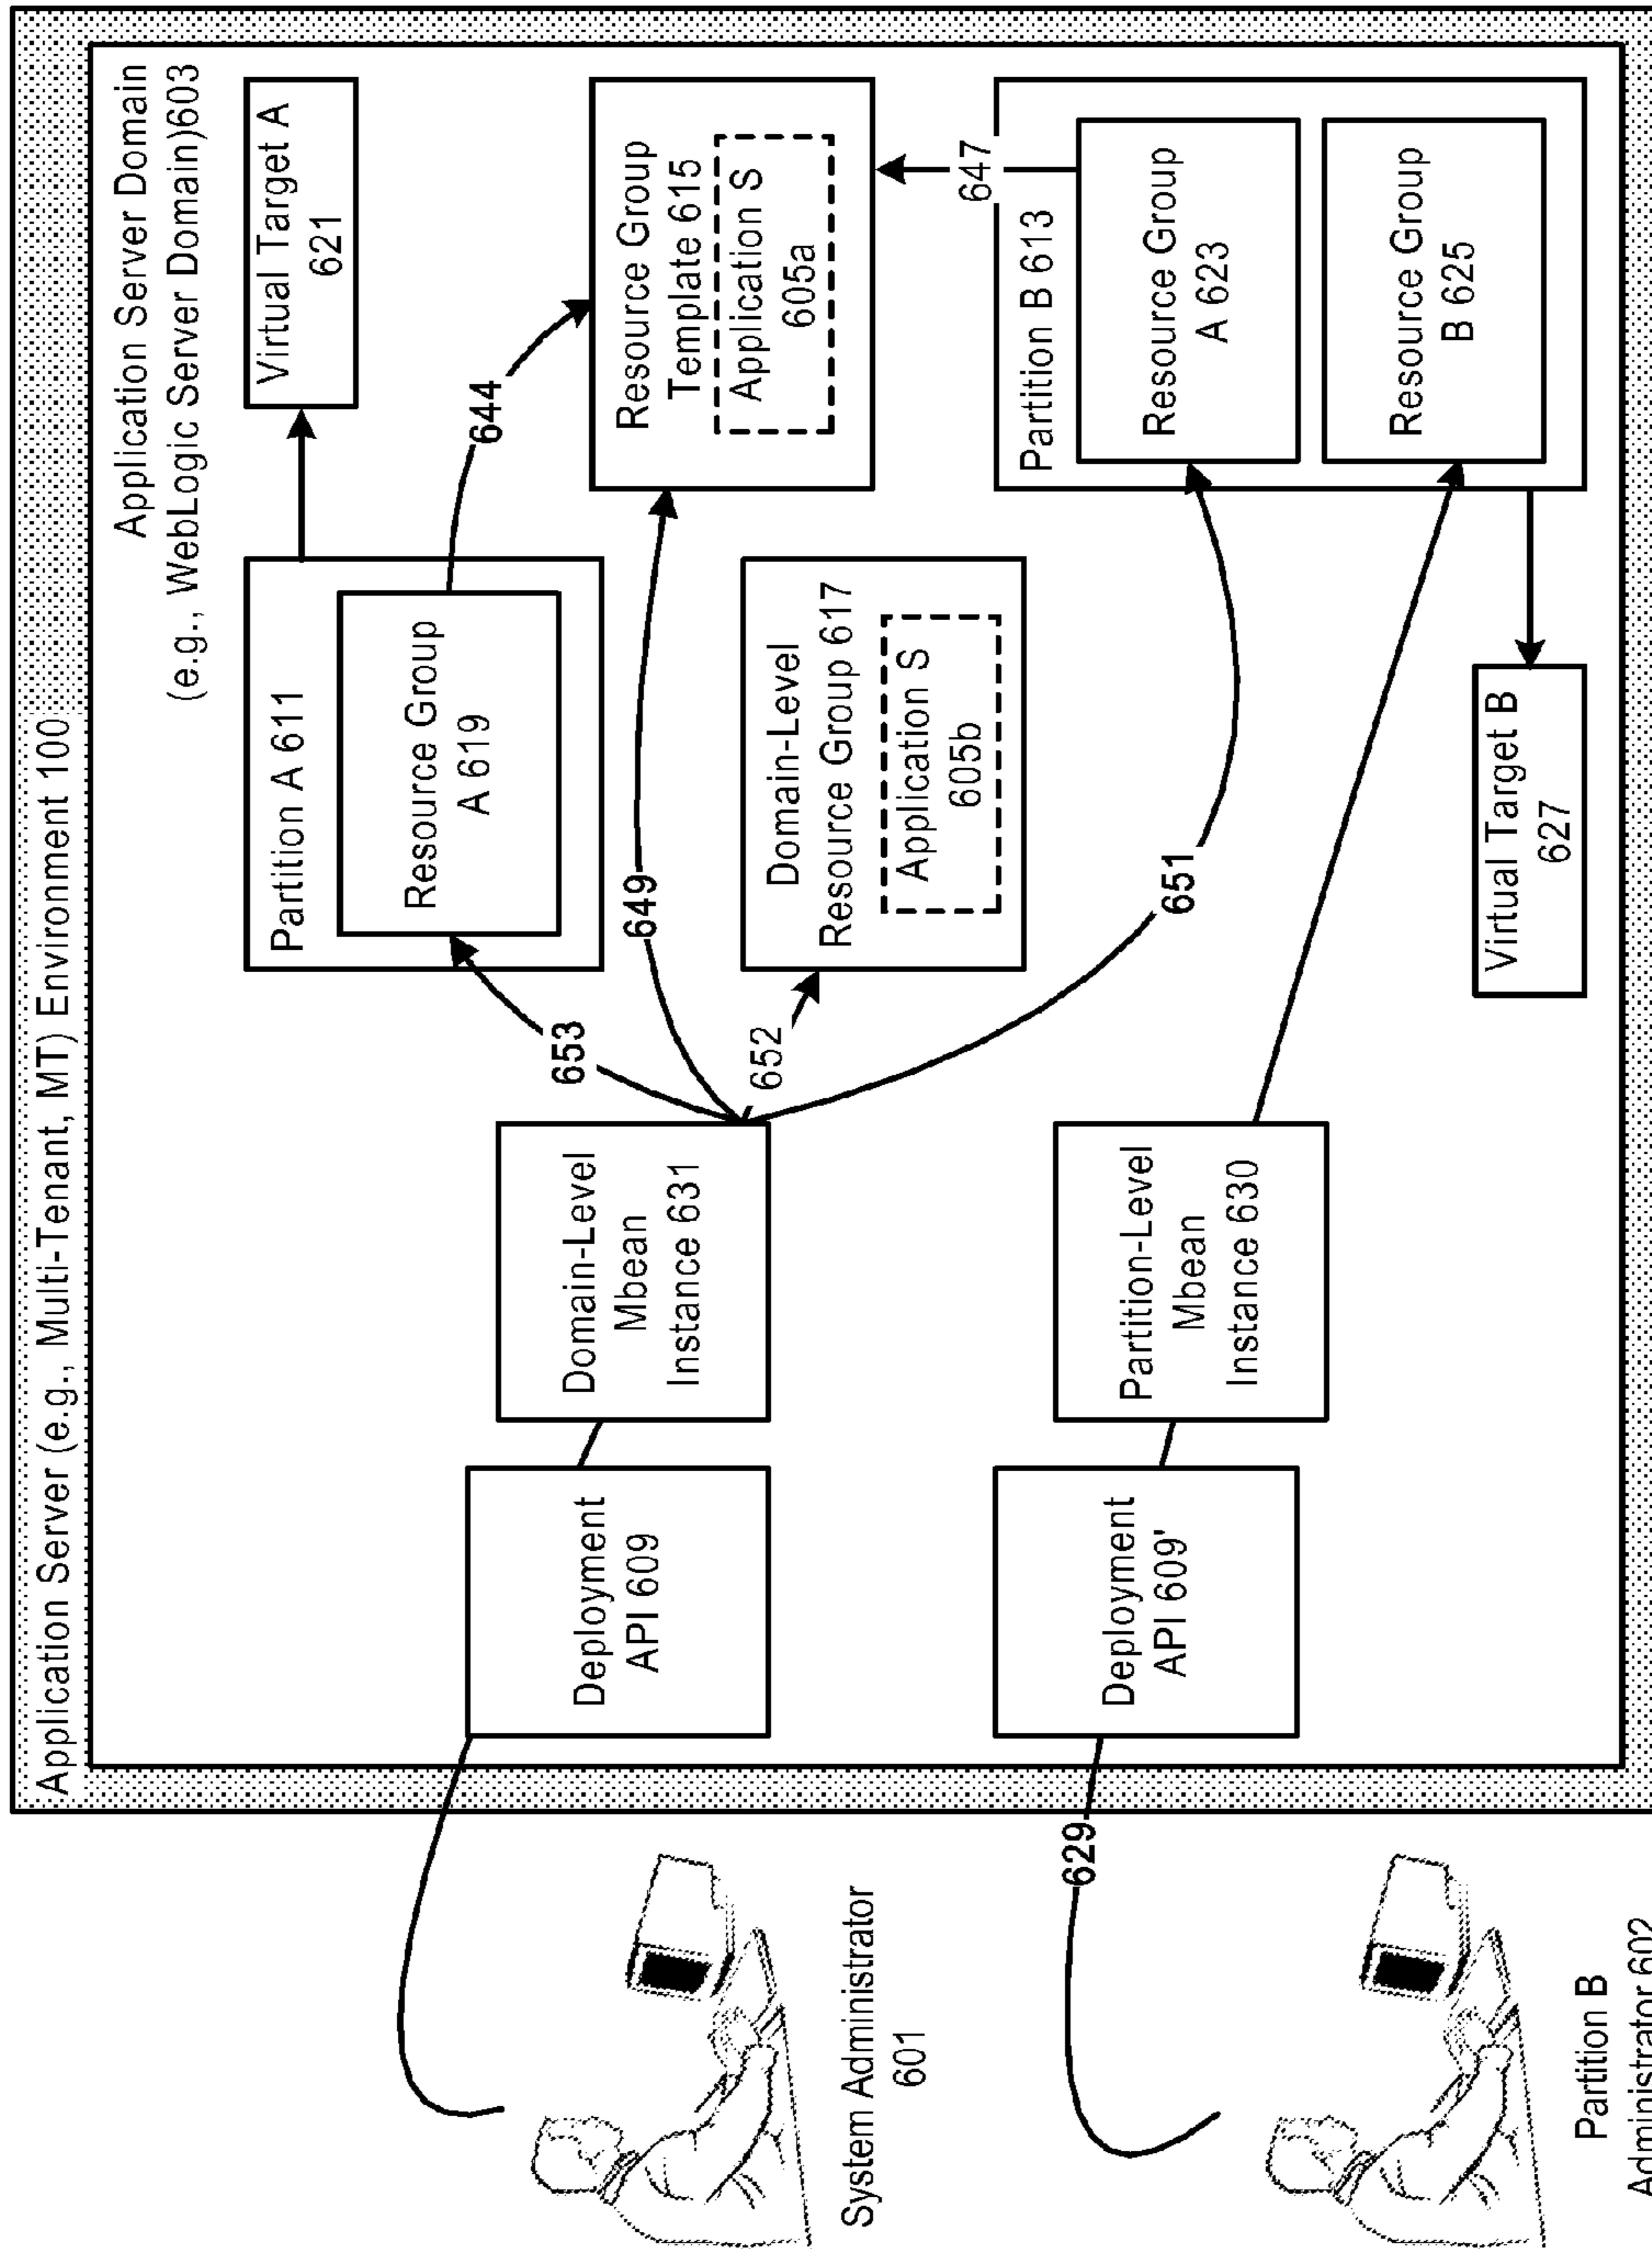 Application Server (e.g., Multi-Tenant, MT) Environment 100
Application Server Domain
(e.g., WebLogic Server Domain)603
Partition A 611
Resource Group
A 619
Virtual Target A
621
653
644
Deployment
API 609
Domain-Level
Mbean
Instance 631
649
652
Domain-Level
Resource Group 617
Application S
605b
Resource Group
Template 615
Application S
605a
System Administrator
601
651
647
Partition B 613
Resource Group
A 623
Resource Group
B 625
629
Deployment
API 609'
Partition-Level
Mbean
Instance 630
Virtual Target B
627
Partition B
Administrator 602